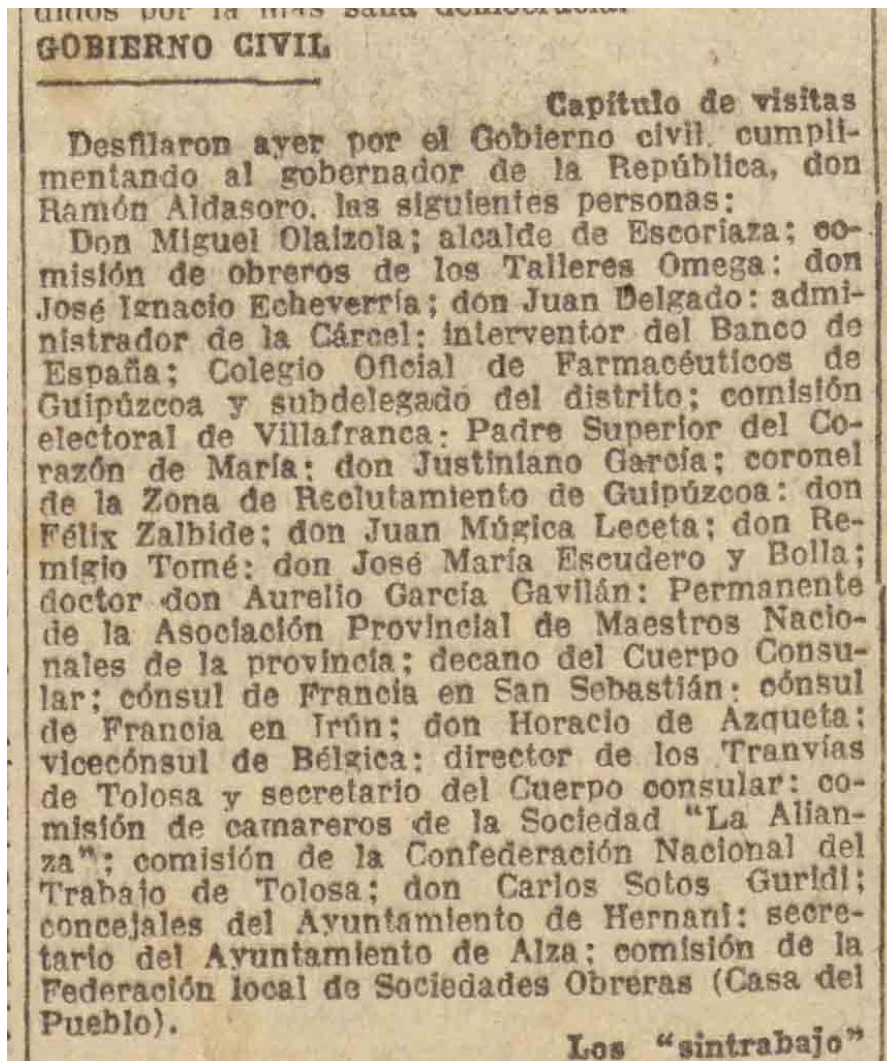 didos por la más sana democracia.
GOBIERNO CIVIL
Capítulo de visitas
Desfilaron ayer por el Gobierno civil, cumpli-
mentando al gobernador de la República, don
Ramón Aldasoro, las siguientes personas:
Don Miguel Olaizola; alcalde de Escoriaza; co-
misión de obreros de los Talleres Omega; don
José Ignacio Echeverría; don Juan Delgado; admi-
nistrador de la Cárcel; interventor del Banco de
España; Colegio Oficial de Farmacéuticos de
Guipúzcoa y subdelegado del distrito; comisión
electoral de Villafranca; Padre Superior del Co-
razón de María; don Justiniano García; coronel
de la Zona de Reclutamiento de Guipúzcoa; don
Félix Zalbide; don Juan Múgica Leceta; don Re-
migio Tomé; don José María Escudero y Bolla;
doctor don Aurelio García Gavilán; Permanente
de la Asociación Provincial de Maestros Nacio-
nales de la provincia; decano del Cuerpo Consu-
lar; cónsul de Francia en San Sebastián; cónsul
de Francia en Irún; don Horacio de Azqueta;
vicecónsul de Bélgica; director de los Tranvías
de Tolosa y secretario del Cuerpo consular; co-
misión de camareros de la Sociedad "La Alian-
za"; comisión de la Confederación Nacional del
Trabajo de Tolosa; don Carlos Sotos Guridi;
concejales del Ayuntamiento de Hernani; secre-
tario del Ayuntamiento de Alza; comisión de la
Federación local de Sociedades Obreras (Casa del
Pueblo).
Los "sintrabajo"